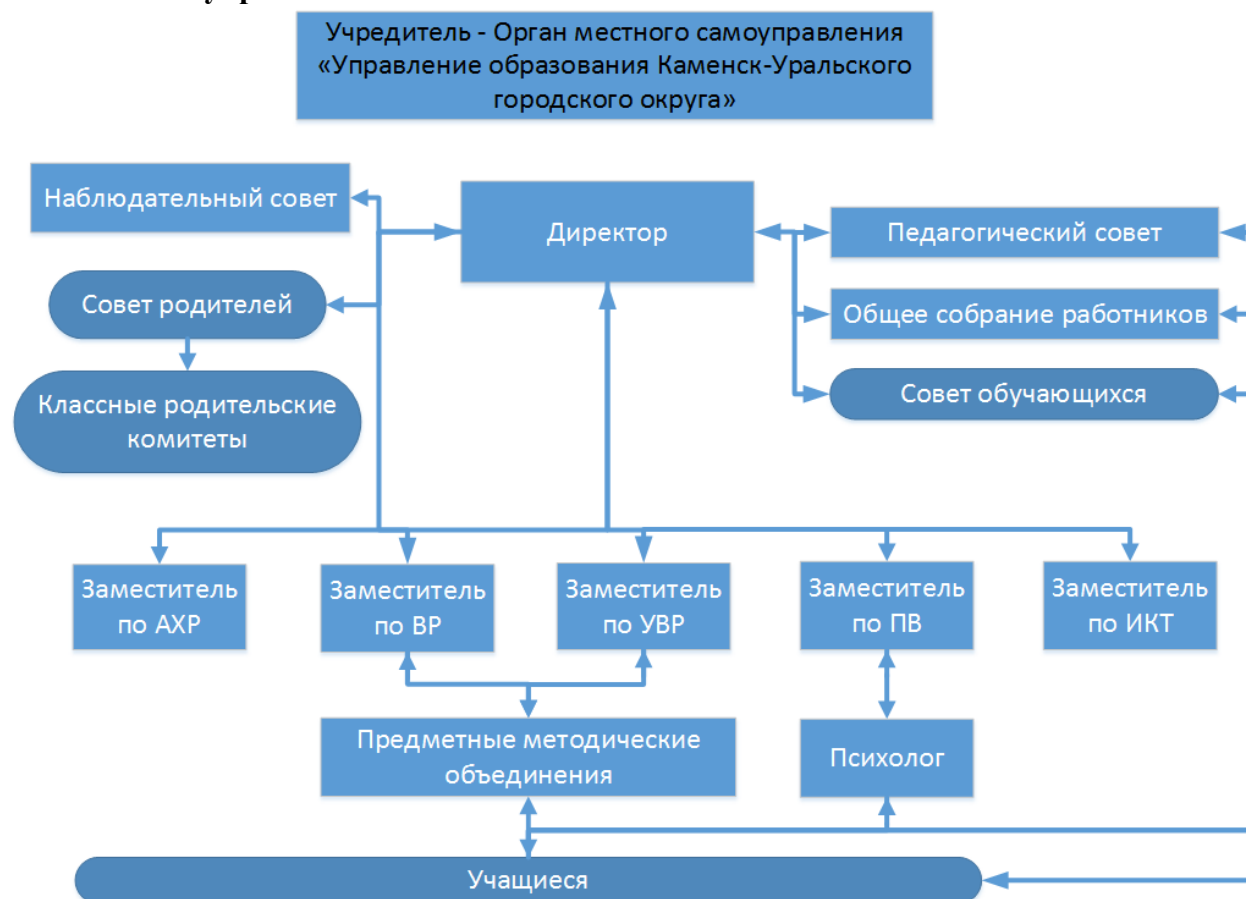 Учредитель - Орган местного самоуправления
«Управление образования Каменск-Уральского
городского округа»
Наблюдательный совет
Директор
Педагогический совет
Совет родителей
Общее собрание работников
Классные родительские
комитеты
Совет обучающихся
Заместитель
по АХР
Заместитель
по ВР
Заместитель
по УВР
Заместитель
по ПВ
Заместитель
по ИКТ
Предметные методические
объединения
Психолог
Учащиеся